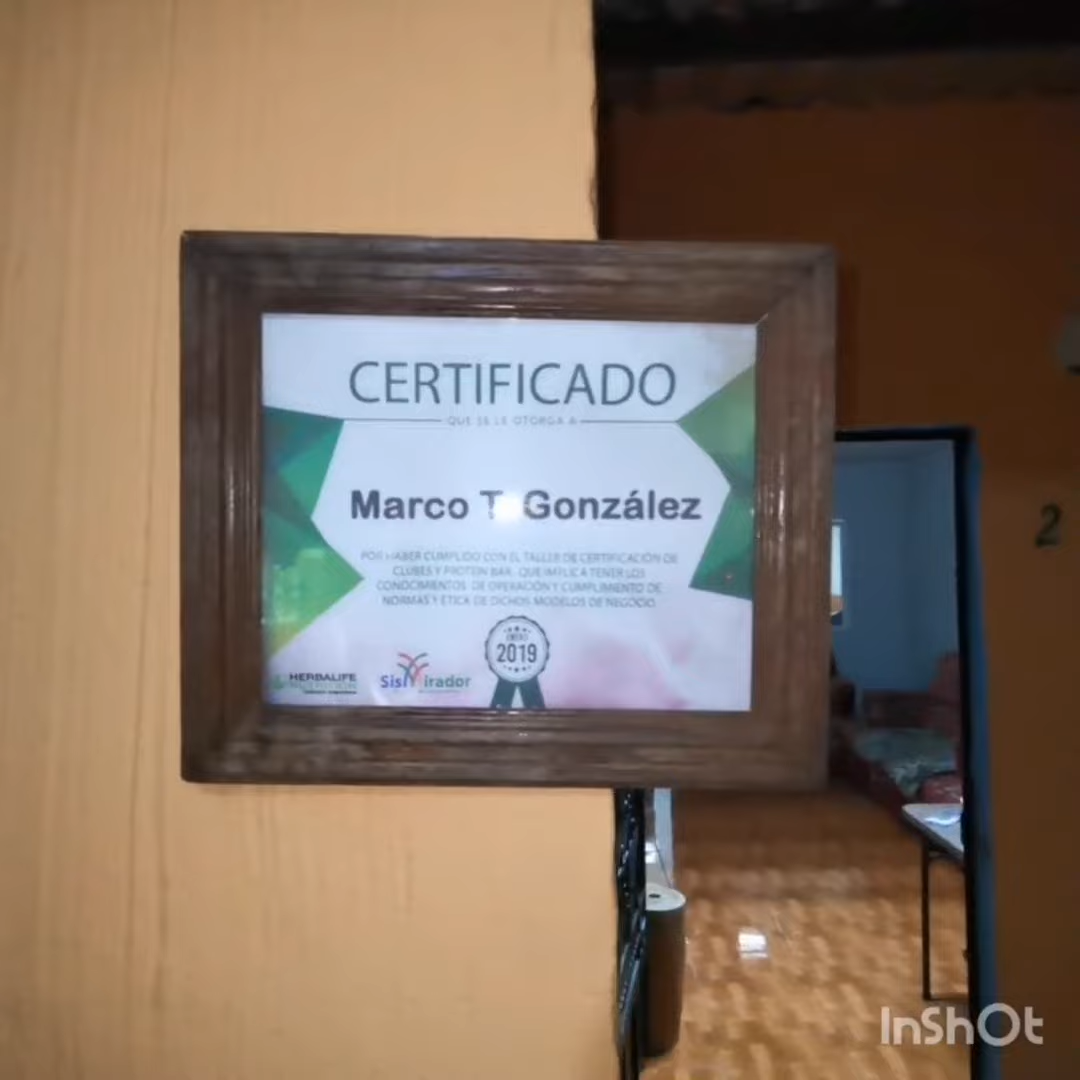 CERTIFICADO
QUE SE LE OTORGA A
Marco T. González
POR HABER CUMPLIDO CON EL TALLER DE CERTIFICACIÓN DE
CLUBES Y PROTEIN BAR, QUE IMPLICA TENER LOS
CONOCIMIENTOS DE OPERACIÓN Y CUMPLIMIENTO DE
NORMAS Y ETICA DE DICHOS MODELOS DE NEGOCIO.
ENERO
2019
HERBALIFE
NUTRITION
SisMirador
2
InShOt